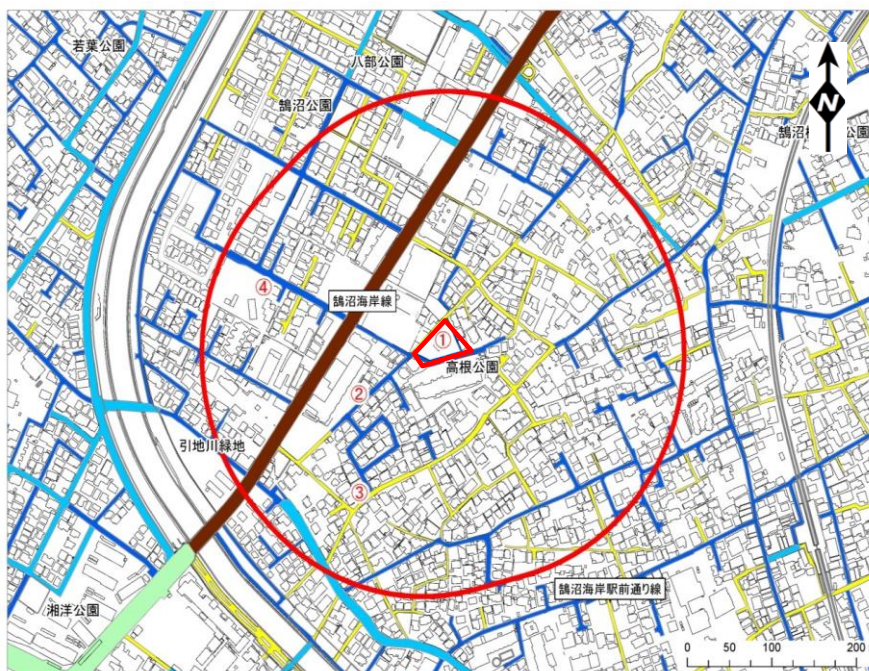 若葉公園
八部公園
N
鵠沼公園
④
鵠沼海岸線
①
高根公園
②
引地川緑地
③
鵠沼海岸駅前通り線
湘洋公園
0 50 100 200